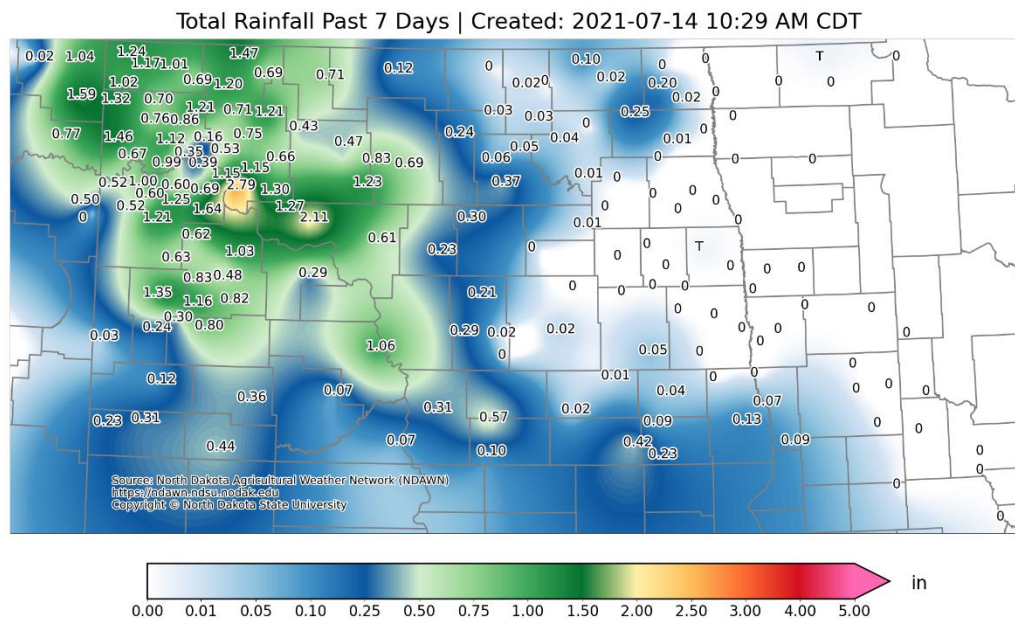 Total Rainfall Past 7 Days | Created: 2021-07-14 10:29 AM CDT
0.02 1.04 1.24 1.47 0.10 0 T 0
1.17 1.01 0.69 0.71 0.12 0 0
1.02 0.69 1.20 0.02 0 0.02 0.20 0 0
1.59 1.32 0.70 0.02 0
1.21 0.71 1.21 0.03 0.25
0.76 0.86 0.43 0.03 0 0
0.77 1.46 1.12 0.16 0.75 0.24 0.04 0.01 0
0.67 0.35 0.53 0.47 0.05
0.99 0.39 0.66 0.83 0.69 0.06 0 0 0
1.15 1.15 0.01 0
0.52 1.00 0.60 0.69 2.79 1.30 1.23 0.37 0 0
0.50 0.60 1.25 0
0.52 1.64 1.27 0 0
0 1.21 2.11 0.30 0.01 0
0.62 0.61 0 T
0.63 1.03 0.23 0 0
0.83 0.48 0.29 0 0 0 0
1.35 0.82 0.21 0 0 0 0 0
1.16 0 0 0
0.30 0
0.24 0.80 0.29 0.02 0.02 0 0 0
0.03 1.06 0 0.05 0 0
0.12 0.01 0 0 0
0.36 0.07 0.04 0 0 0
0.31 0.02 0.07
0.23 0.31 0.57 0.09 0.13 0
0.44 0.07 0.42 0.09 0
0.10 0.23 0
0
Source: North Dakota Agricultural Weather Network (NDAWN)
https://ndawn.ndsu.nodak.edu
Copyright © North Dakota State University
0
0
in
0.00 0.01 0.05 0.10 0.25 0.50 0.75 1.00 1.50 2.00 2.50 3.00 4.00 5.00